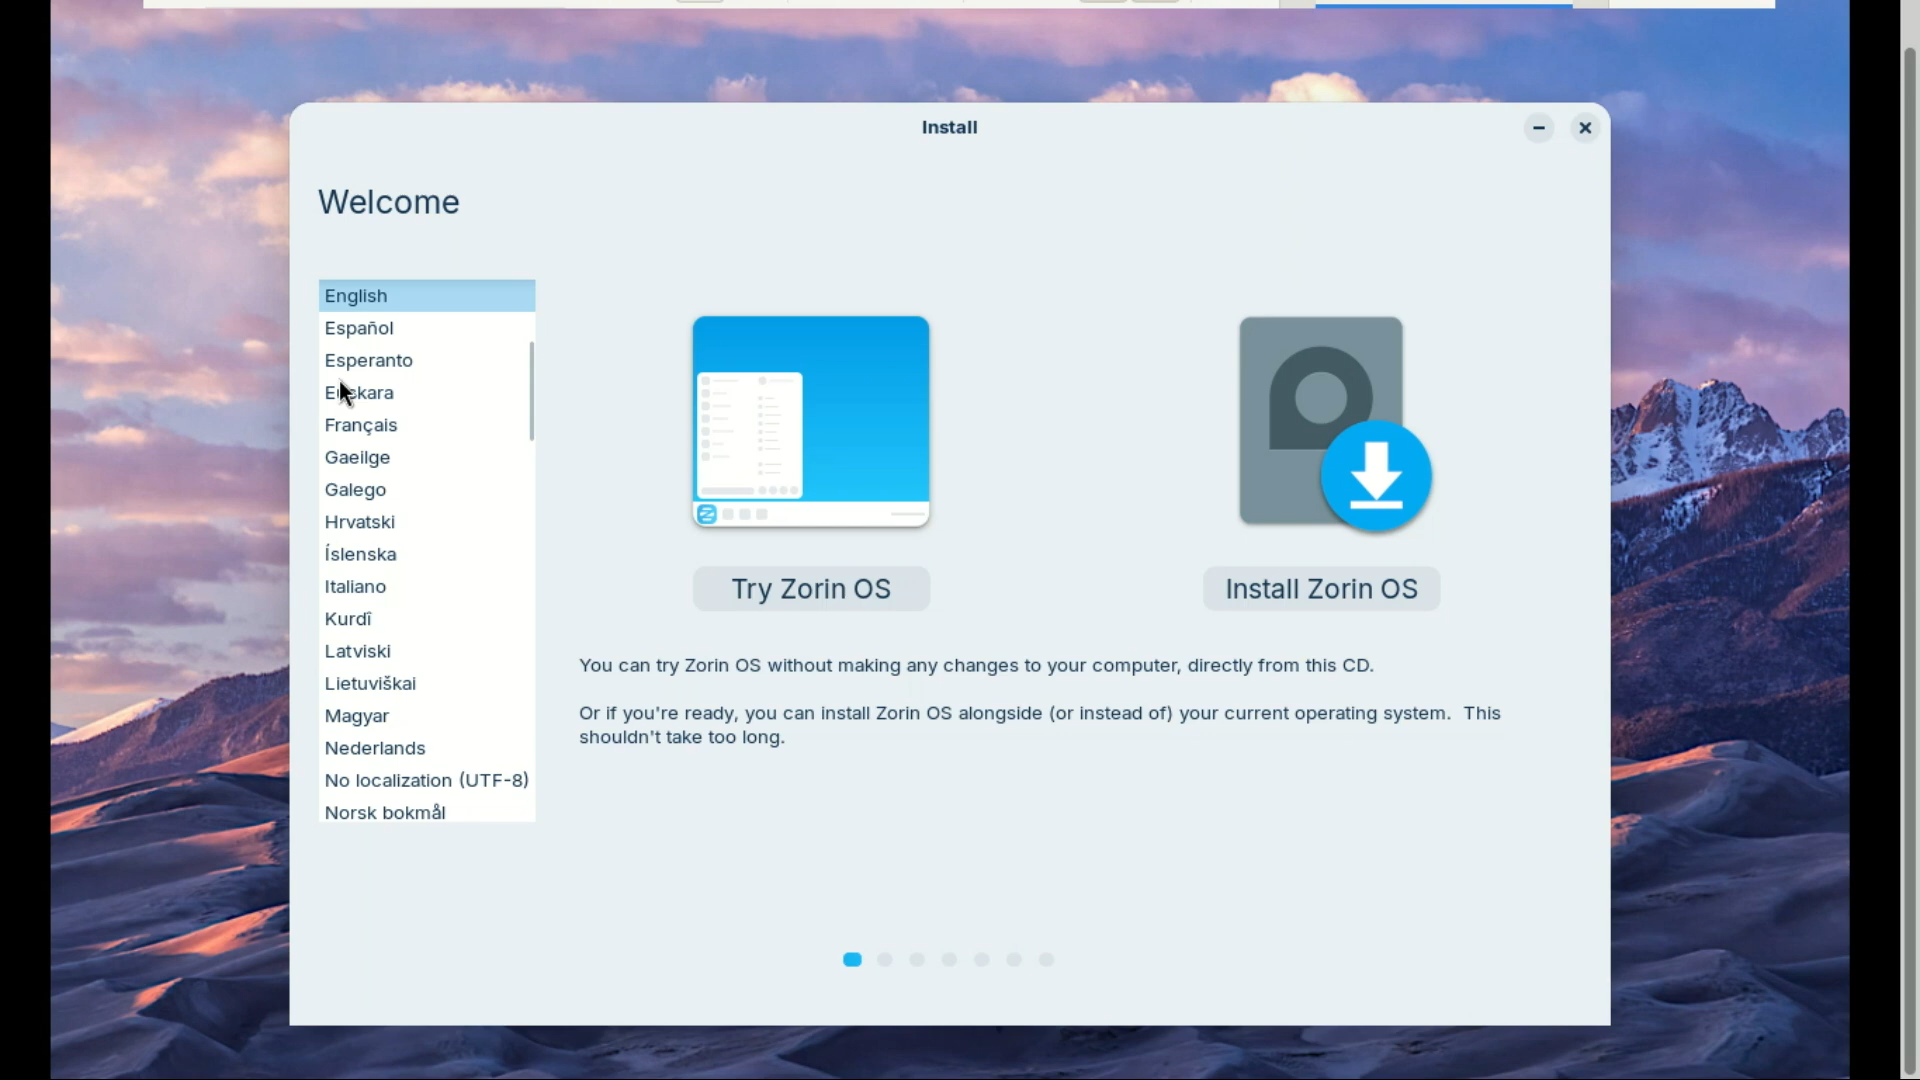 Install
Welcome
English
Español
Esperanto
Euskara
Français
Gaeilge
Galego
Hrvatski
Íslenska
Italiano
Kurdî
Latviski
Lietuviškai
Magyar
Nederlands
No localization (UTF-8)
Norsk bokmål
Try Zorin OS
Install Zorin OS
You can try Zorin OS without making any changes to your computer, directly from this CD.
Or if you're ready, you can install Zorin OS alongside (or instead of) your current operating system.  This
shouldn't take too long.